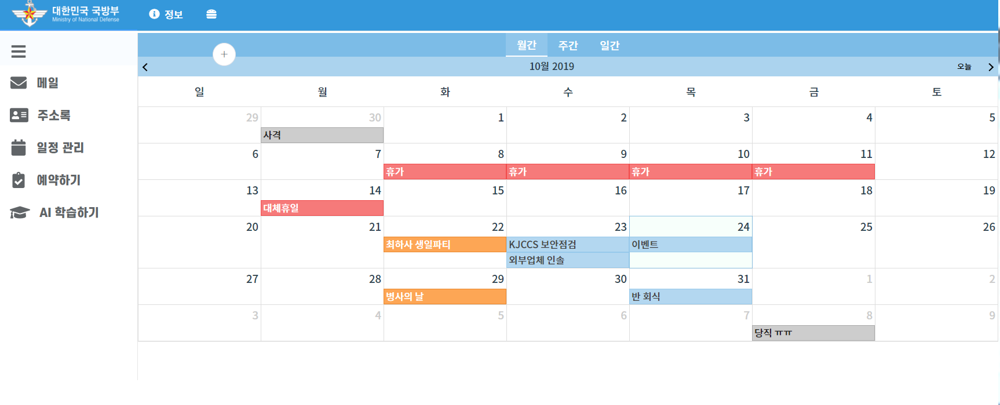 대한민국 국방부
Ministry of National Defense
정보
메일
주소록
일정 관리
예약하기
AI 학습하기
+
월간 주간 일간
10월 2019
오늘
일 월 화 수 목 금 토
29 30 1 2 3 4 5
사격
6 7 8 9 10 11 12
휴가 휴가 휴가 휴가
13 14 15 16 17 18 19
대체휴일
20 21 22 23 24 25 26
최하사 생일파티 KJCCS 보안점검 이벤트
외부업체 인솔
27 28 29 30 31 1 2
병사의 날 반 회식
3 4 5 6 7 8 9
당직 ㅠㅠ